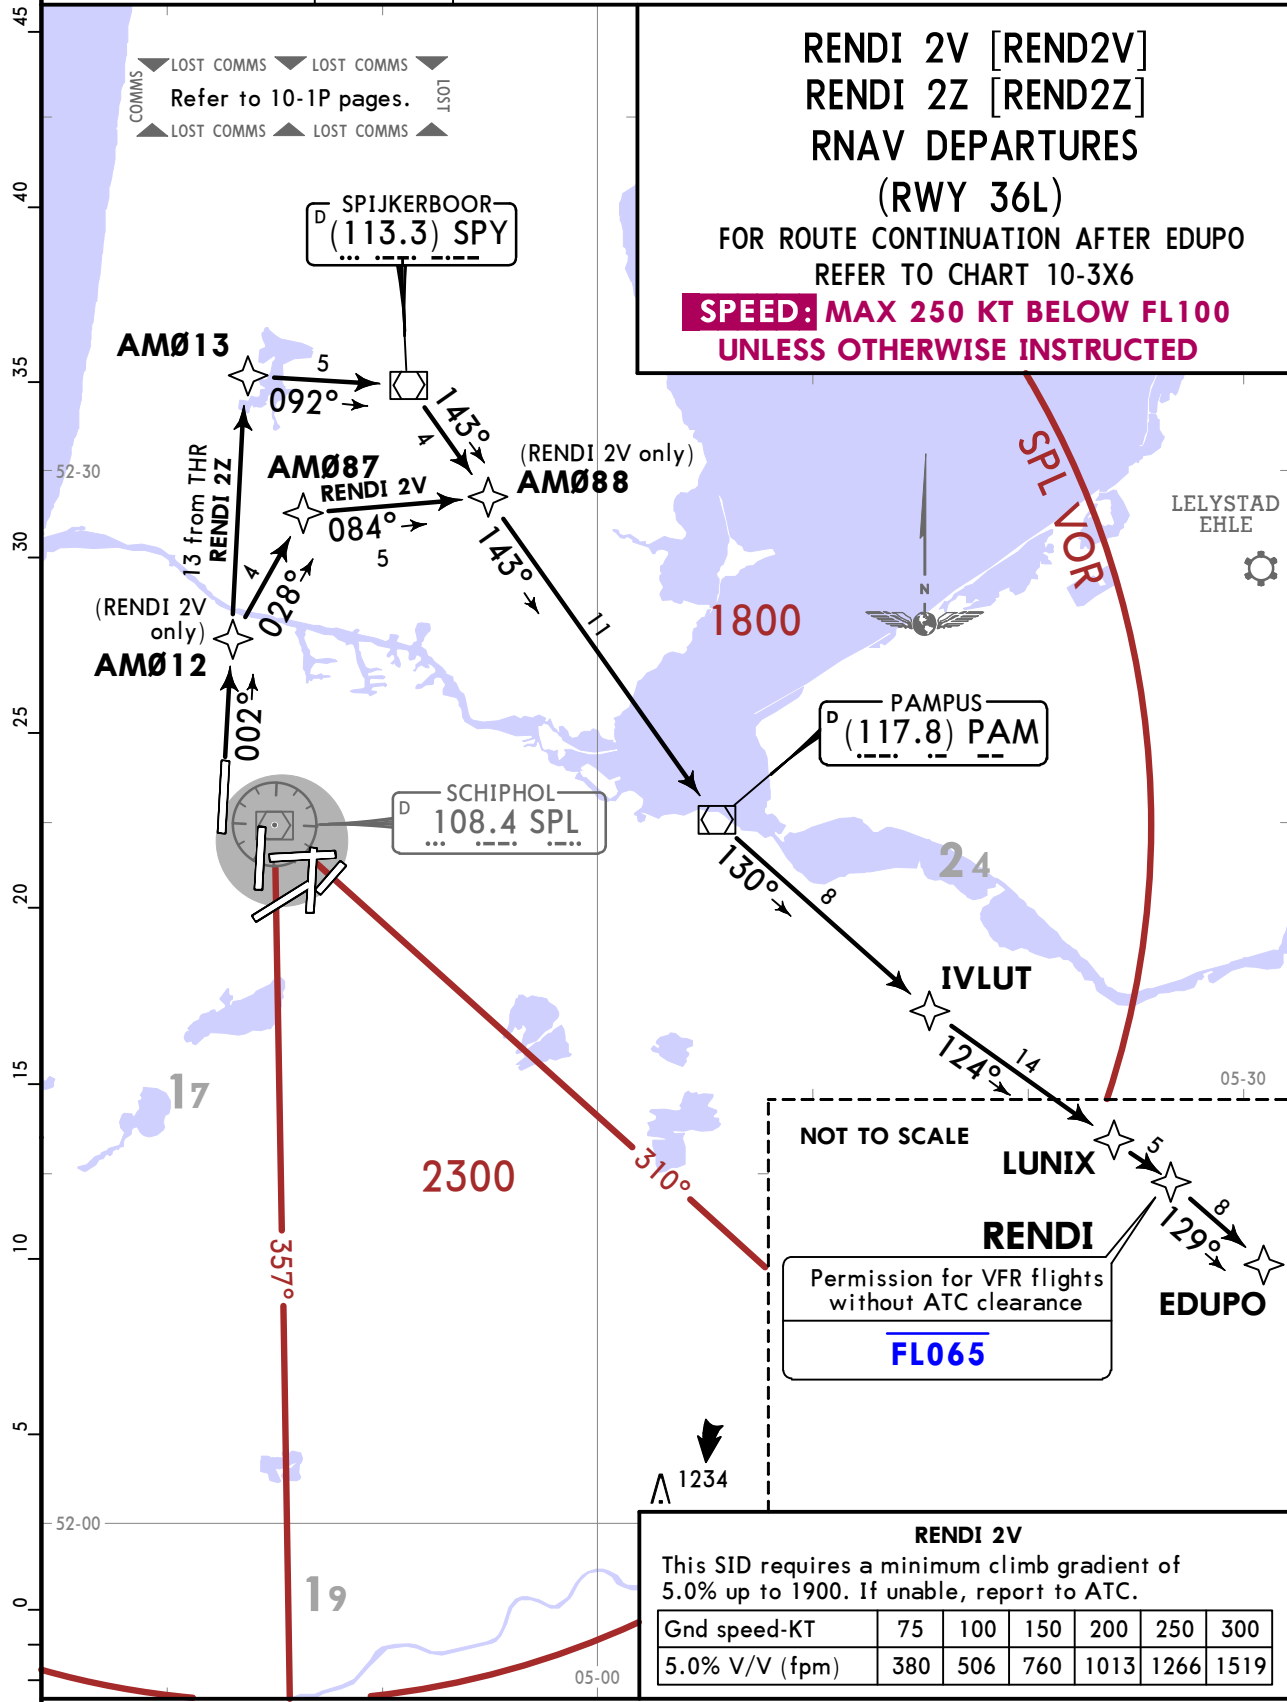 RENDI 2V [REND2V]
RENDI 2Z [REND2Z]
RNAV DEPARTURES
(RWY 36L)
FOR ROUTE CONTINUATION AFTER EDUPO
REFER TO CHART 10-3X6
SPEED: MAX 250 KT BELOW FL100
UNLESS OTHERWISE INSTRUCTED
LOST COMMS LOST COMMS
COMMS
Refer to 10-1P pages.
LOST
LOST COMMS LOST COMMS
45
40
35
30
25
20
15
10
5
0
SPIJKERBOOR
D (113.3) SPY
AMØ13
5
092°
143°
4
52-30
13 from THR
RENDI 2Z
AMØ87
RENDI 2V
084°
5
(RENDI 2V only)
AMØ88
4
028°
(RENDI 2V
only)
AMØ12
002°
143°
11
SPL VOR
LELYSTAD
EHLE
N
1800
PAMPUS
D (117.8) PAM
SCHIPHOL
D 108.4 SPL
24
130°
8
IVLUT
124°
14
05-30
17
2300
310°
357°
NOT TO SCALE
LUNIX
5
RENDI
129°
8
EDUPO
Permission for VFR flights
without ATC clearance
FL065
1234
52-00
19
05-00
RENDI 2V
This SID requires a minimum climb gradient of
5.0% up to 1900. If unable, report to ATC.
Gnd speed-KT 75 100 150 200 250 300
5.0% V/V (fpm) 380 506 760 1013 1266 1519